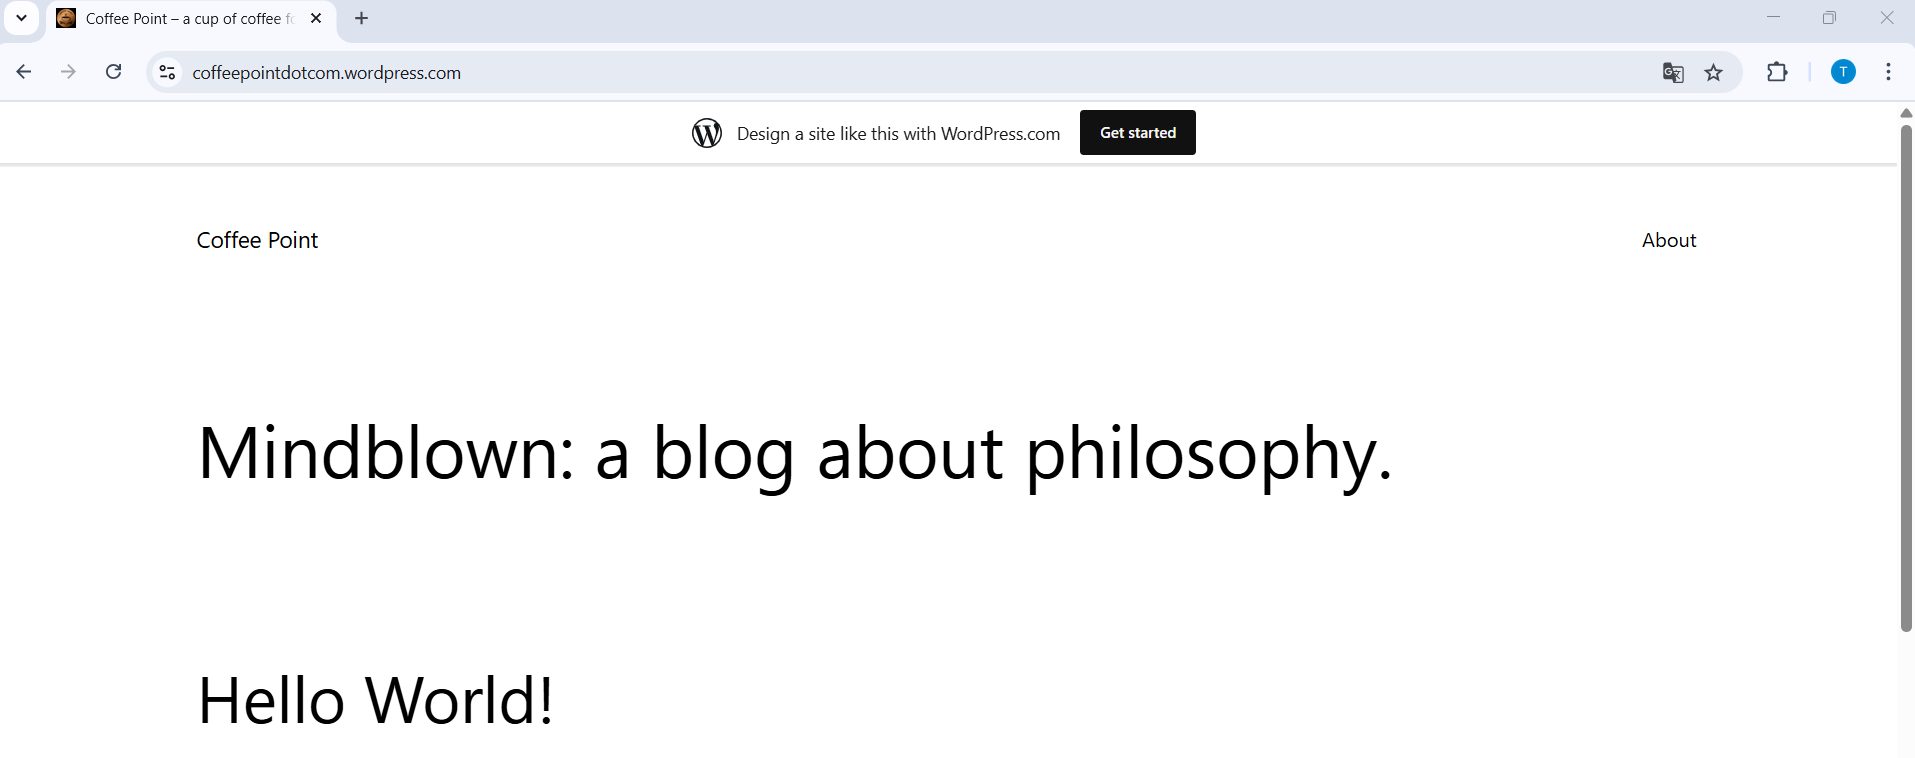 Coffee Point – a cup of coffee
coffeepointdotcom.wordpress.com
T
Design a site like this with WordPress.com
Get started
Coffee Point
About
Mindblown: a blog about philosophy.
Hello World!